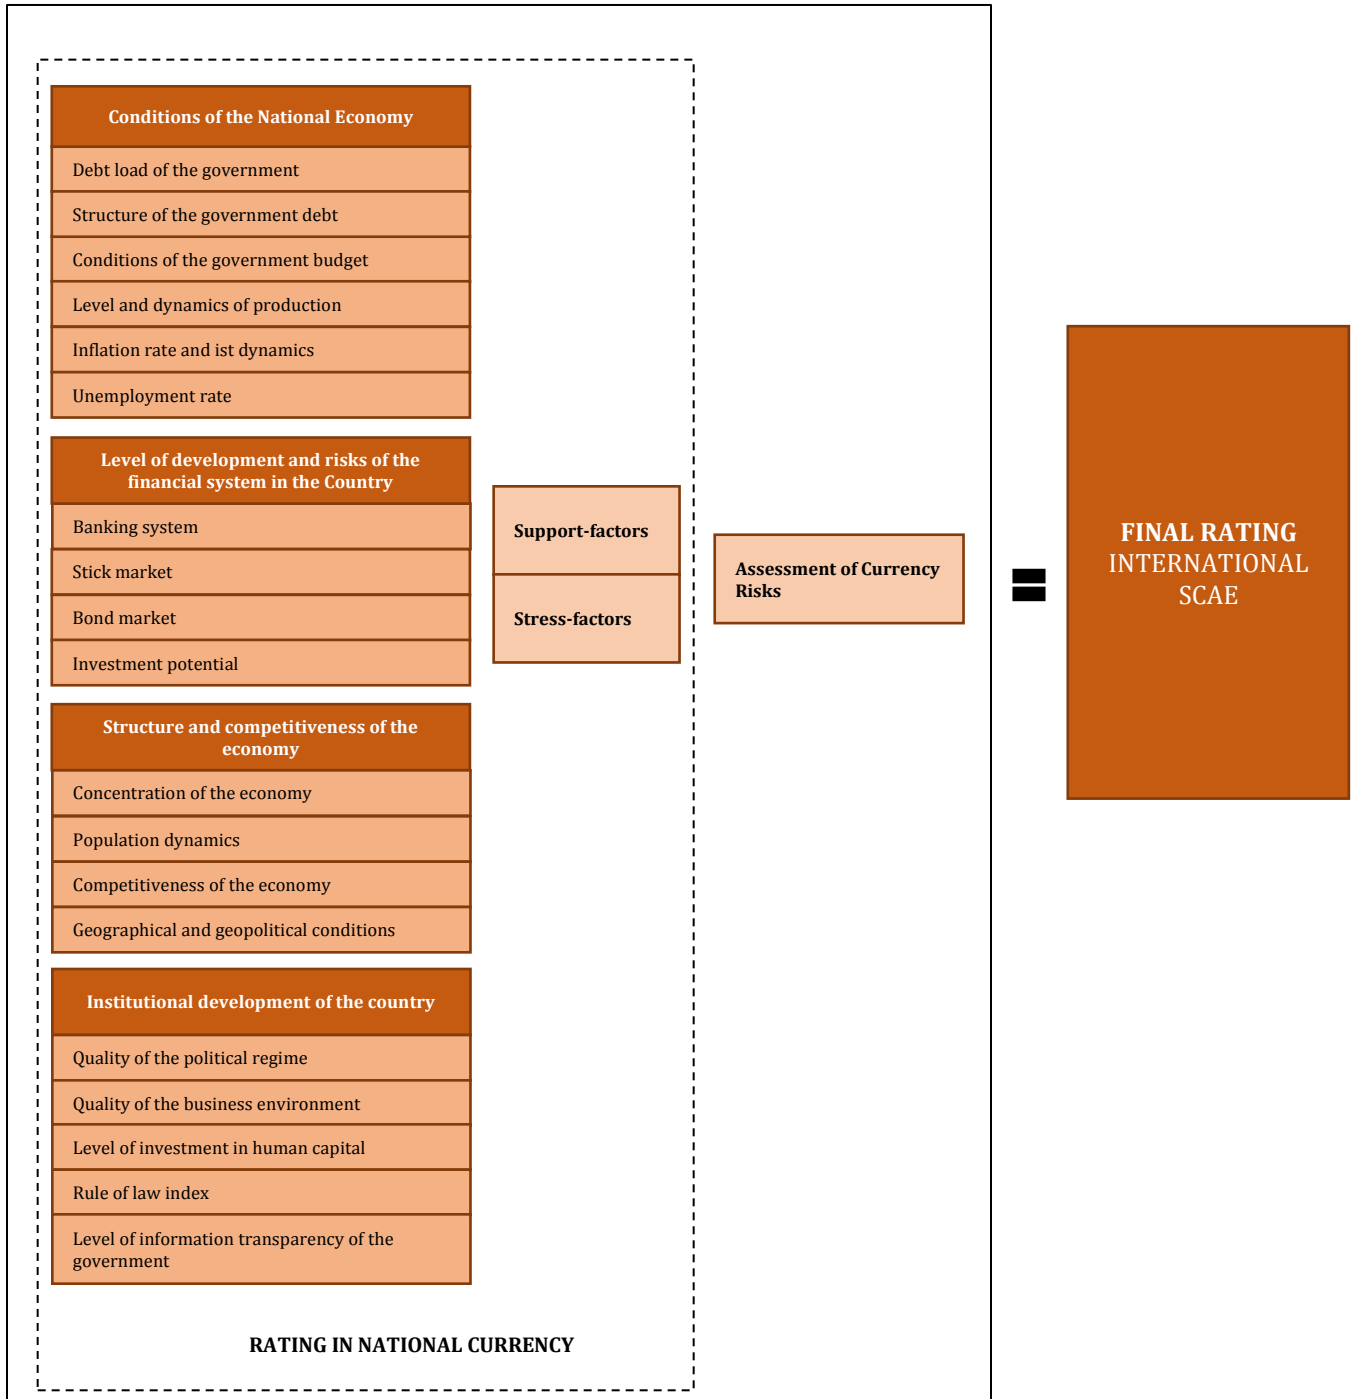 Conditions of the National Economy
Debt load of the government
Structure of the government debt
Conditions of the government budget
Level and dynamics of production
Inflation rate and ist dynamics
Unemployment rate
Level of development and risks of the
financial system in the Country
Banking system
Stick market
Bond market
Investment potential
Structure and competitiveness of the
economy
Concentration of the economy
Population dynamics
Competitiveness of the economy
Geographical and geopolitical conditions
Institutional development of the country
Quality of the political regime
Quality of the business environment
Level of investment in human capital
Rule of law index
Level of information transparency of the
government
RATING IN NATIONAL CURRENCY
Support-factors
Stress-factors
Assessment of Currency
Risks
FINAL RATING
INTERNATIONAL
SCAE